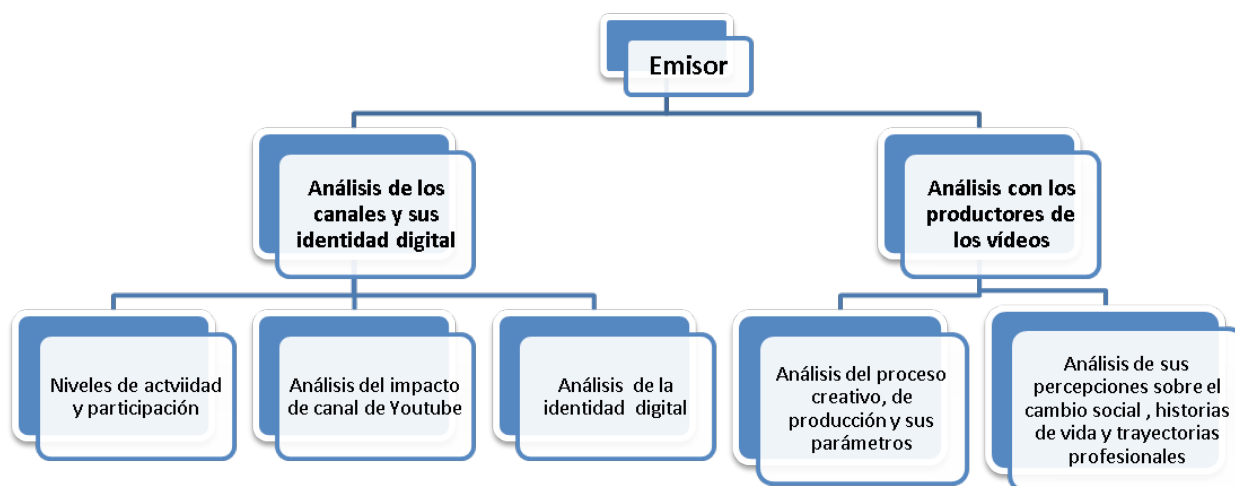 Emisor
Análisis de los
canales y sus
identidad digital
Análisis con los
productores de
los vídeos
Niveles de actviidad
y participación
Análisis del impacto
de canal de Youtube
Análisis de la
identidad digital
Análisis del proceso
creativo, de
producción y sus
parámetros
Análisis de sus
percepciones sobre el
cambio social , historias
de vida y trayectorias
profesionales